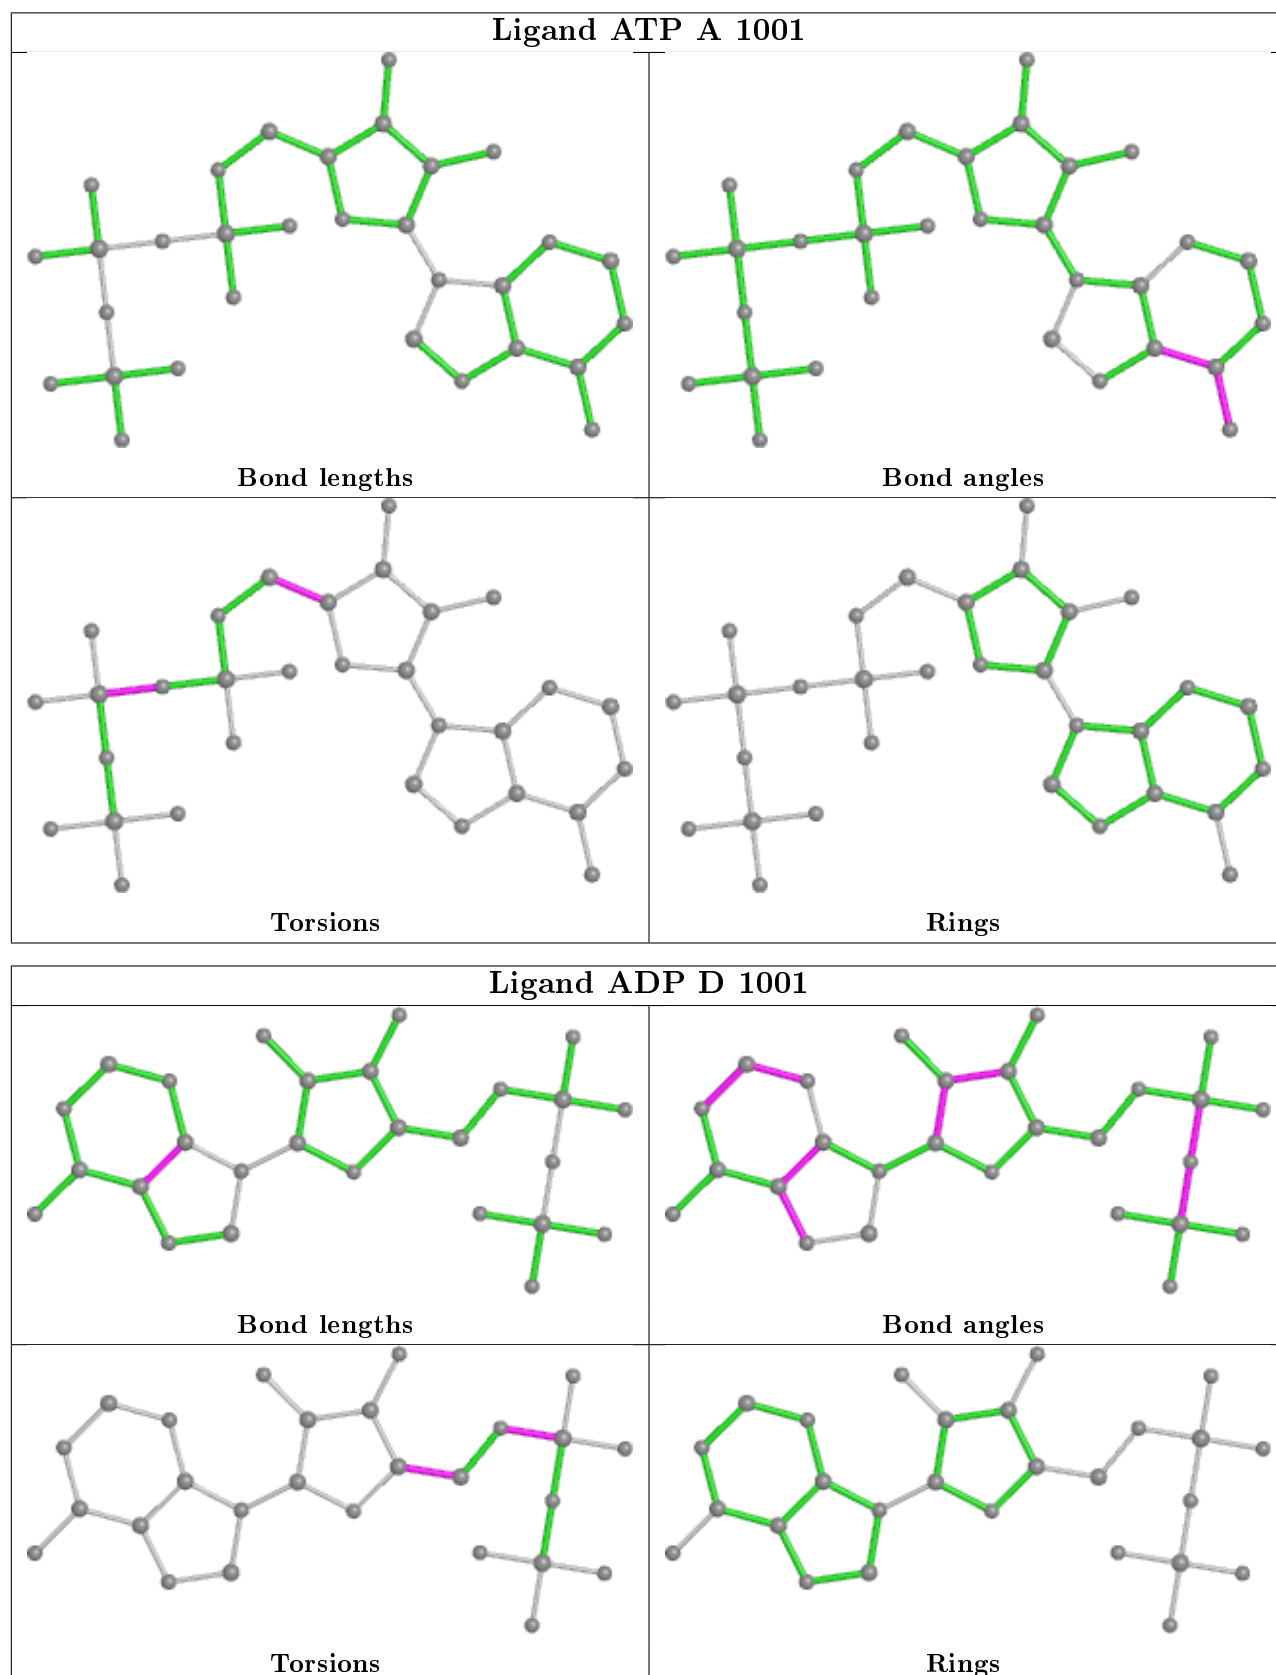 Ligand ATP A 1001
Bond lengths
Bond angles
Torsions
Rings
Ligand ADP D 1001
Bond lengths
Bond angles
Torsions
Rings